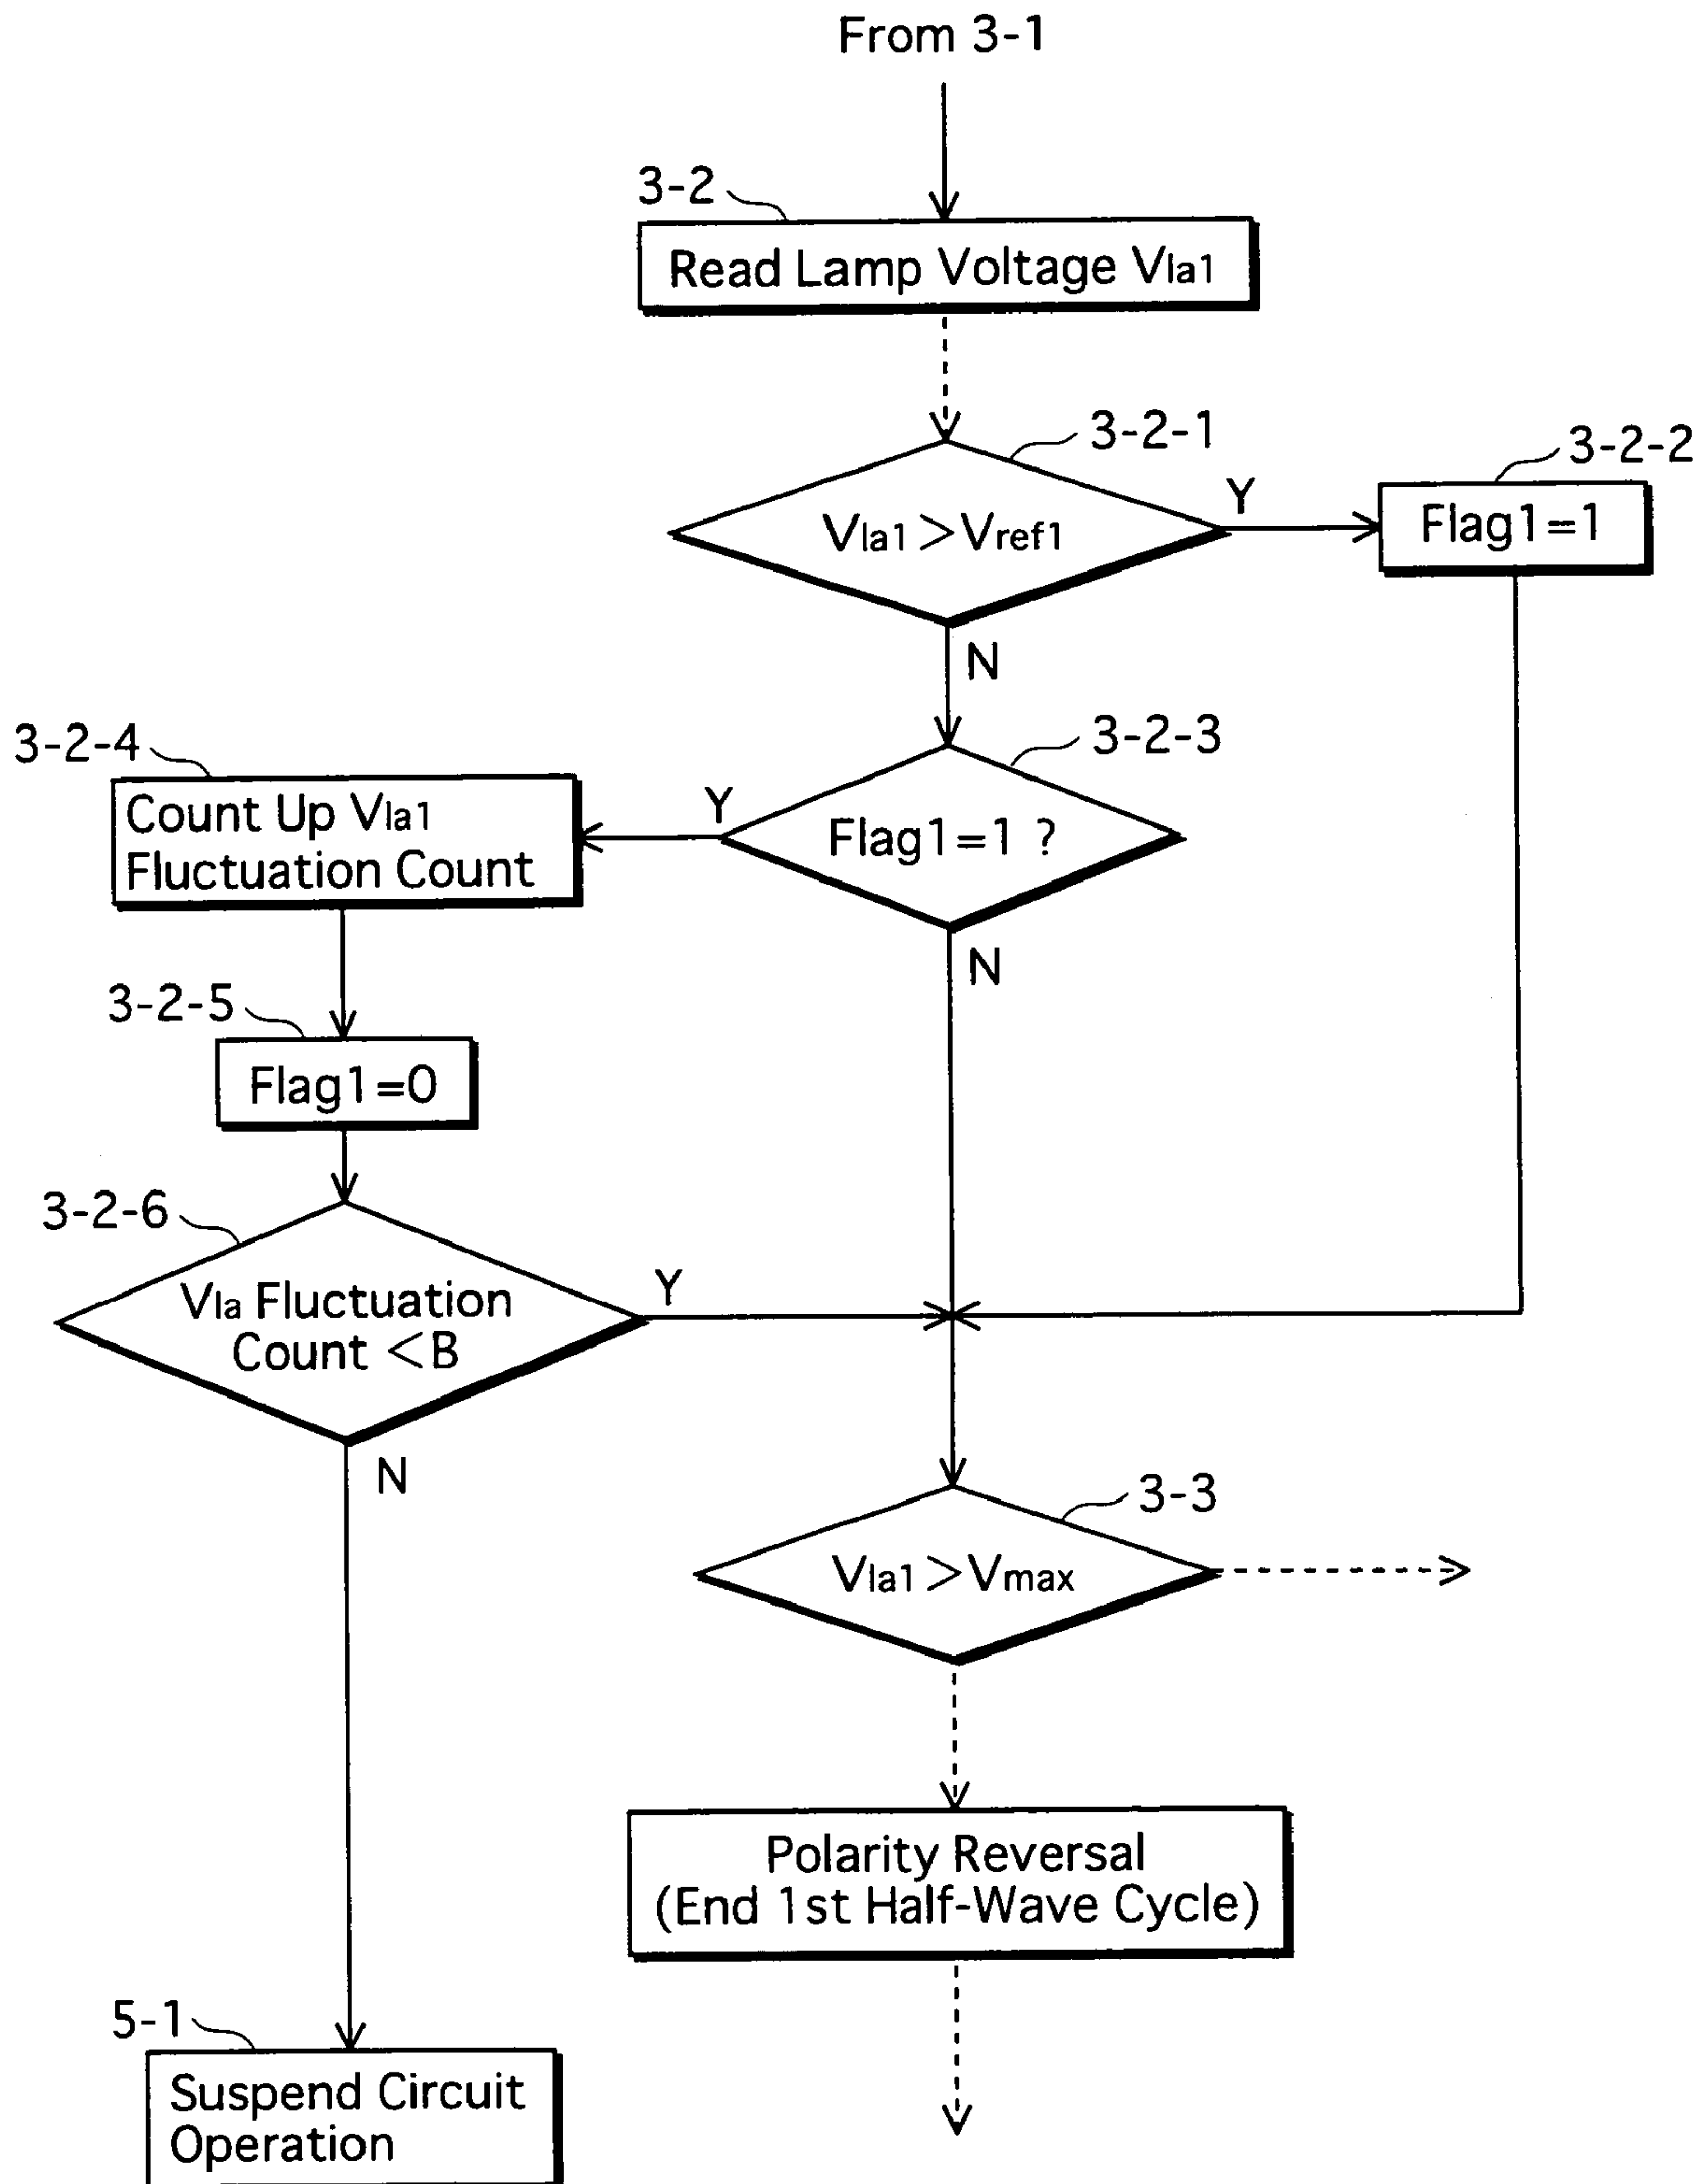 From 3-1
3-2
Read Lamp Voltage Vla1
3-2-1
3-2-2
Vla1>Vref1
Y
Flag1=1
N
3-2-4
3-2-3
Count Up Vla1
Fluctuation Count
Y
Flag1=1 ?
N
3-2-5
Flag1=0
3-2-6
Vla Fluctuation
Count <B
Y
N
3-3
Vla1>Vmax
Polarity Reversal
(End 1st Half-Wave Cycle)
5-1
Suspend Circuit
Operation